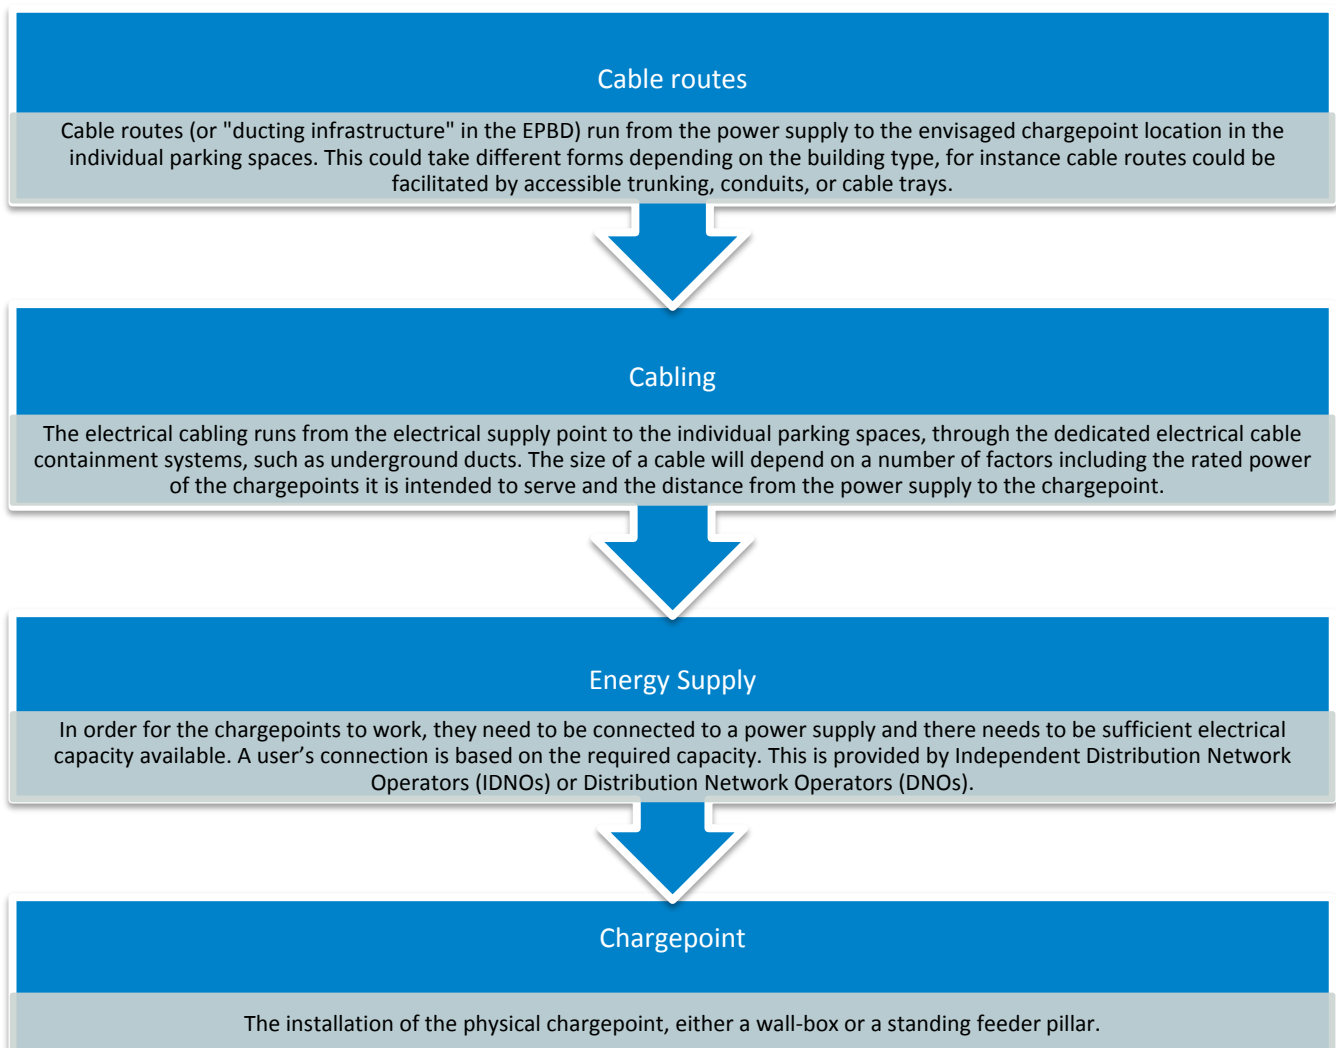 Cable routes
Cable routes (or "ducting infrastructure" in the EPBD) run from the power supply to the envisaged chargepoint location in the
individual parking spaces. This could take different forms depending on the building type, for instance cable routes could be
facilitated by accessible trunking, conduits, or cable trays.
Cabling
The electrical cabling runs from the electrical supply point to the individual parking spaces, through the dedicated electrical cable
containment systems, such as underground ducts. The size of a cable will depend on a number of factors including the rated power
of the chargepoints it is intended to serve and the distance from the power supply to the chargepoint.
Energy Supply
In order for the chargepoints to work, they need to be connected to a power supply and there needs to be sufficient electrical
capacity available. A user’s connection is based on the required capacity. This is provided by Independent Distribution Network
Operators (IDNOs) or Distribution Network Operators (DNOs).
Chargepoint
The installation of the physical chargepoint, either a wall-box or a standing feeder pillar.